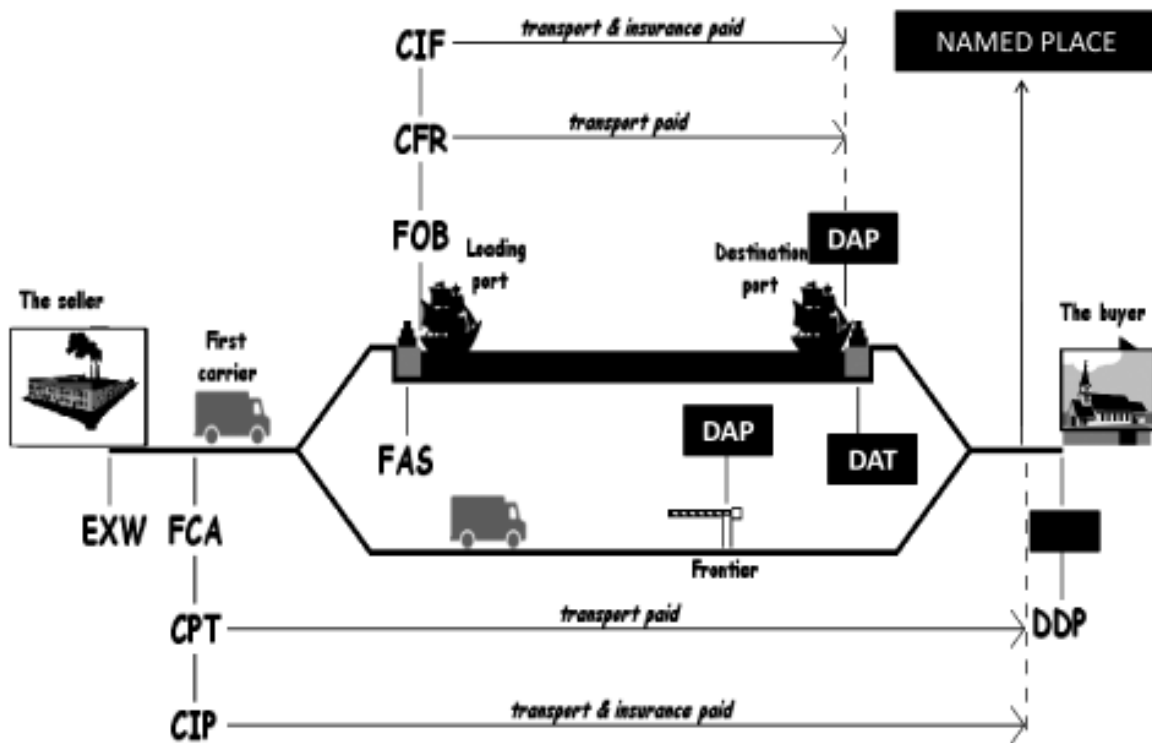 CIF
transport & insurance paid
NAMED PLACE
CFR
transport paid
FOB
Loading
port
Destination
port
DAP
The seller
First
carrier
The buyer
FAS
DAP
DAT
EXW
FCA
Frontier
CPT
transport paid
DDP
CIP
transport & insurance paid